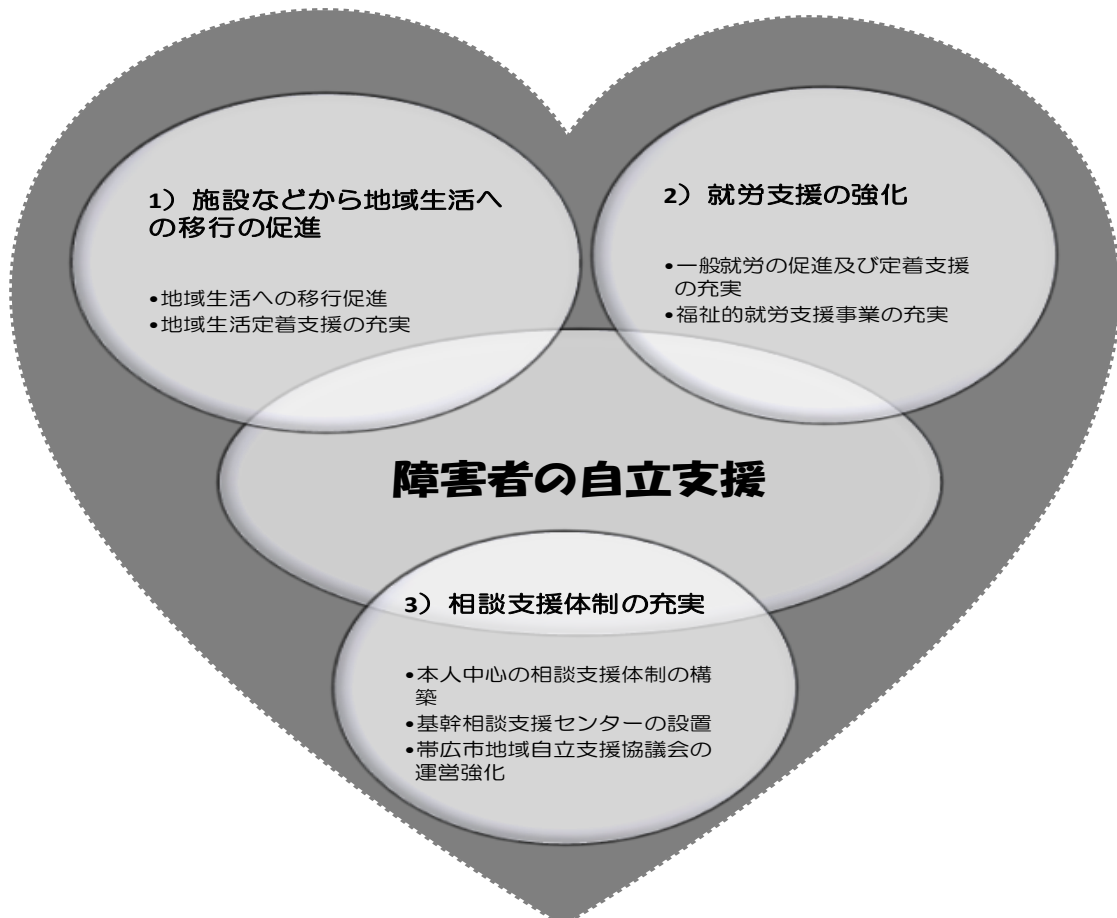 1）施設などから地域生活へ
の移行の促進
•地域生活への移行促進
•地域生活定着支援の充実
2）就労支援の強化
•一般就労の促進及び定着支援
の充実
•福祉的就労支援事業の充実
障害者の自立支援
3）相談支援体制の充実
•本人中心の相談支援体制の構
築
•基幹相談支援センターの設置
•帯広市地域自立支援協議会の
運営強化